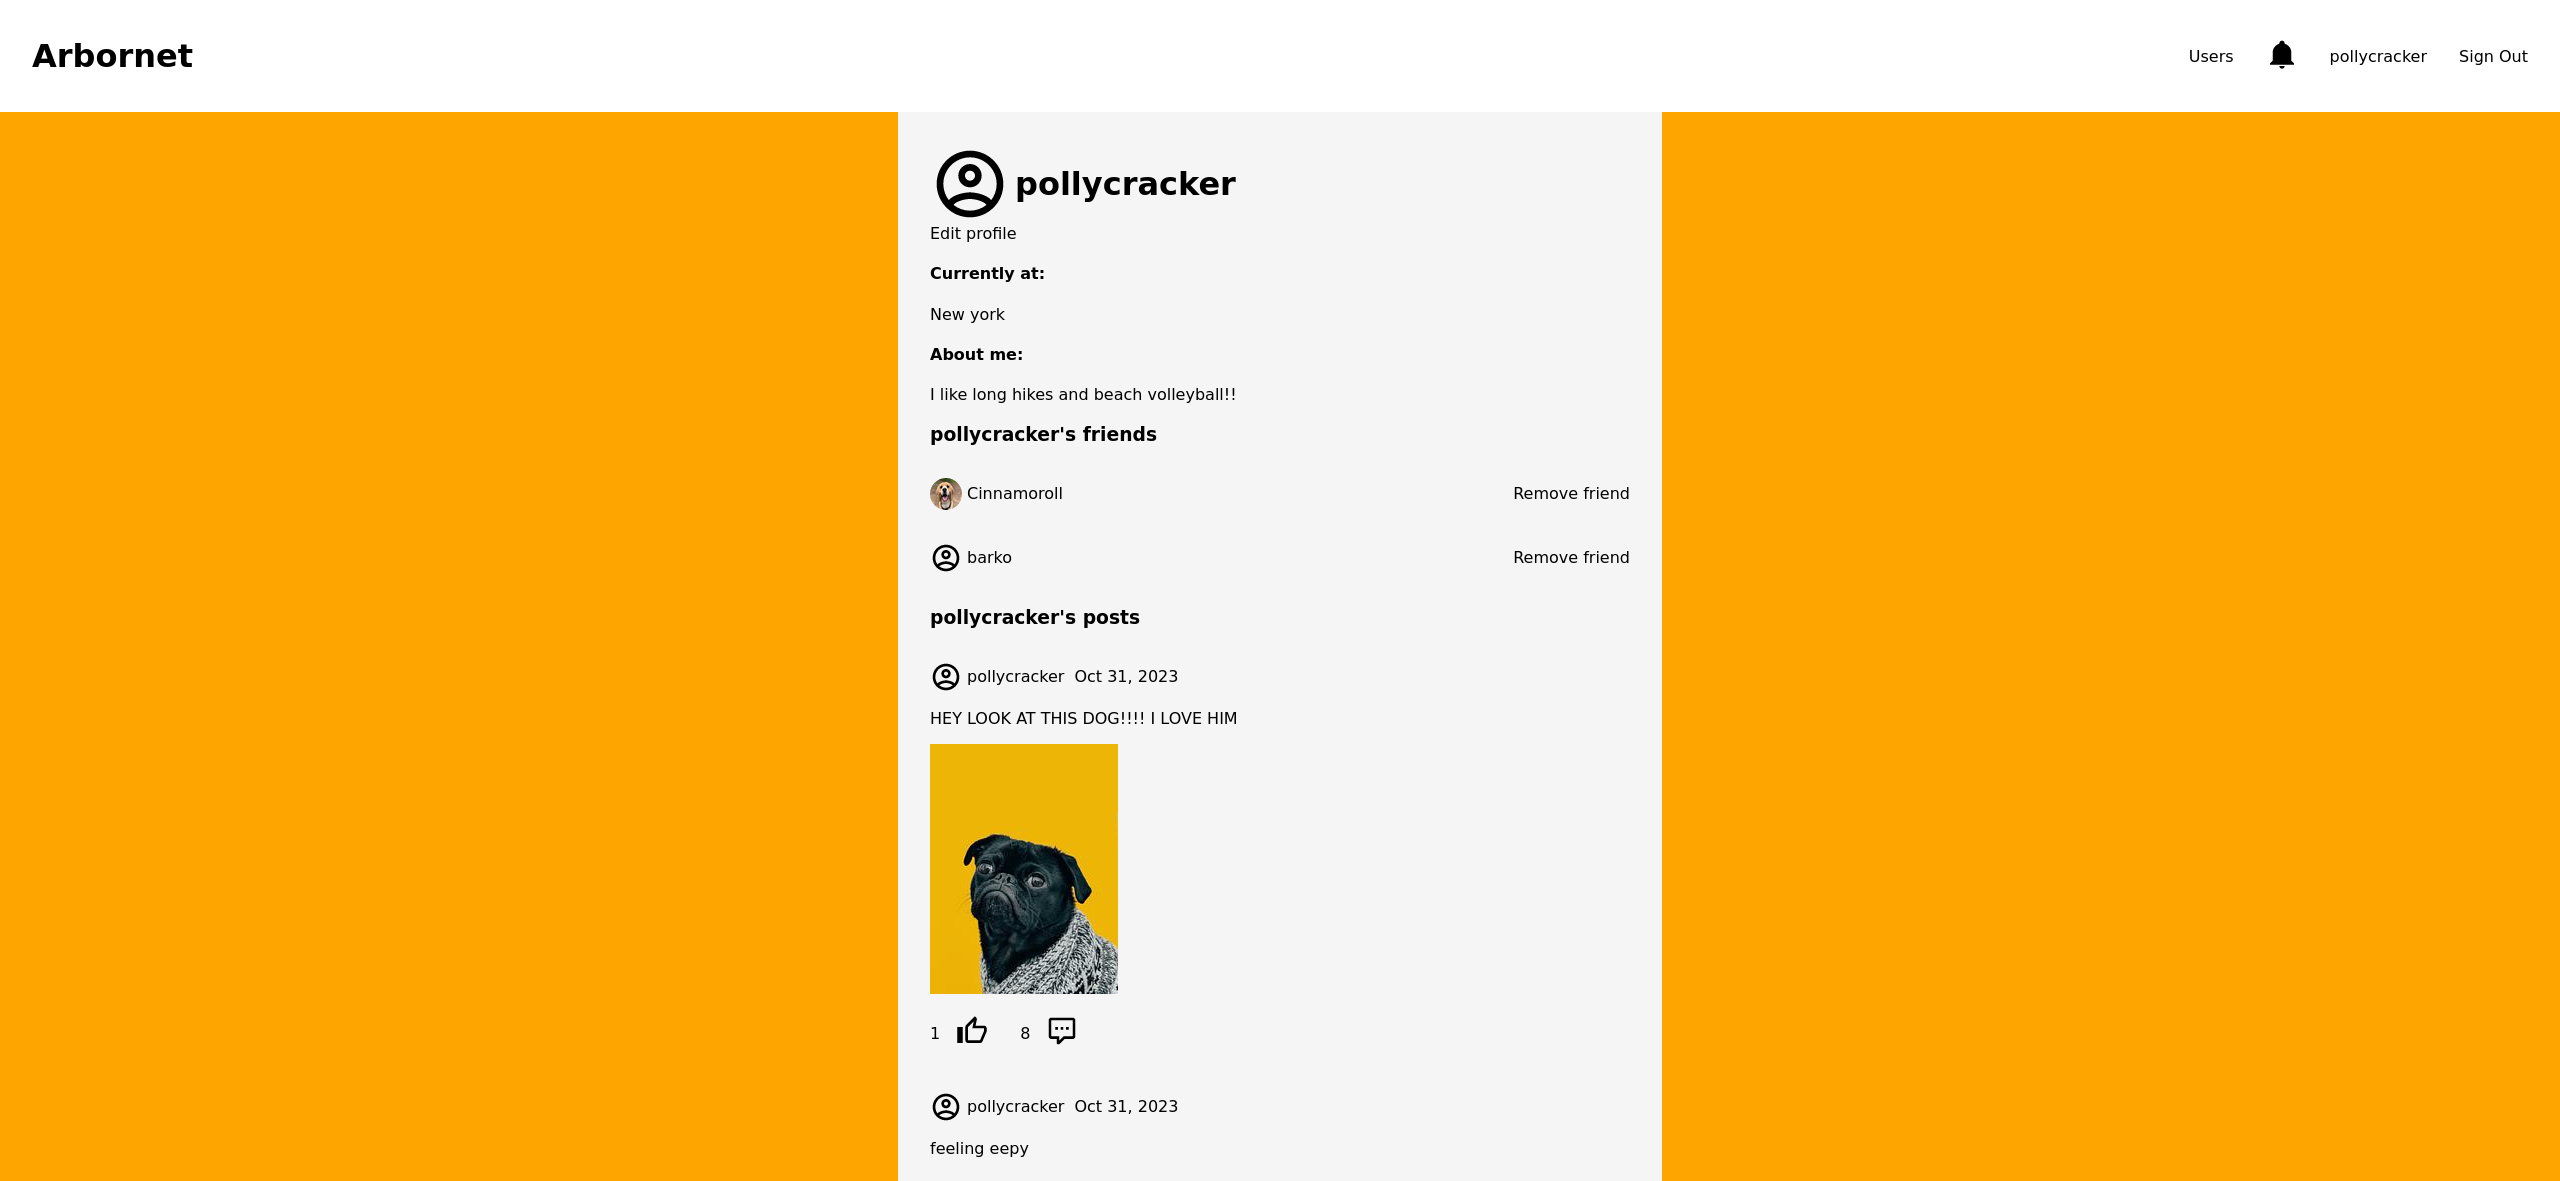 Arbornet
Users pollycracker Sign Out
pollycracker
Edit profile
Currently at:
New york
About me:
I like long hikes and beach volleyball!!
pollycracker's friends
Cinnamoroll Remove friend
barko Remove friend
pollycracker's posts
pollycracker Oct 31, 2023
HEY LOOK AT THIS DOG!!!! I LOVE HIM
1 8
pollycracker Oct 31, 2023
feeling eepy